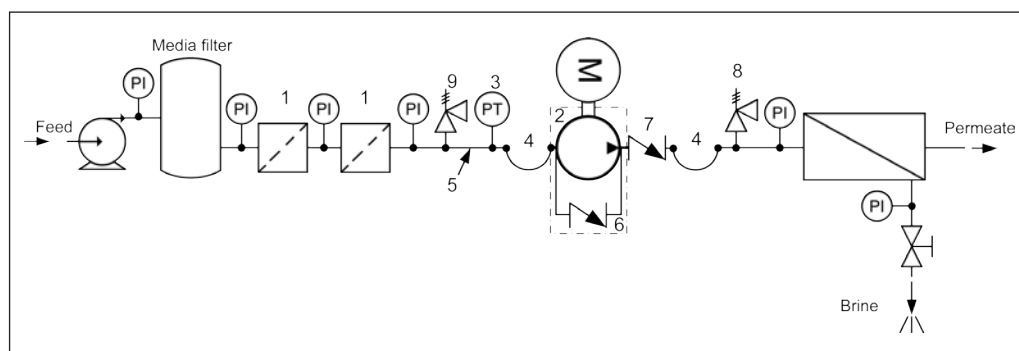 Media filter
Feed
PI
PI
1
PI
1
PI
9
3
PT
5
4
M
2
6
7
4
8
PI
Permeate
PI
Brine